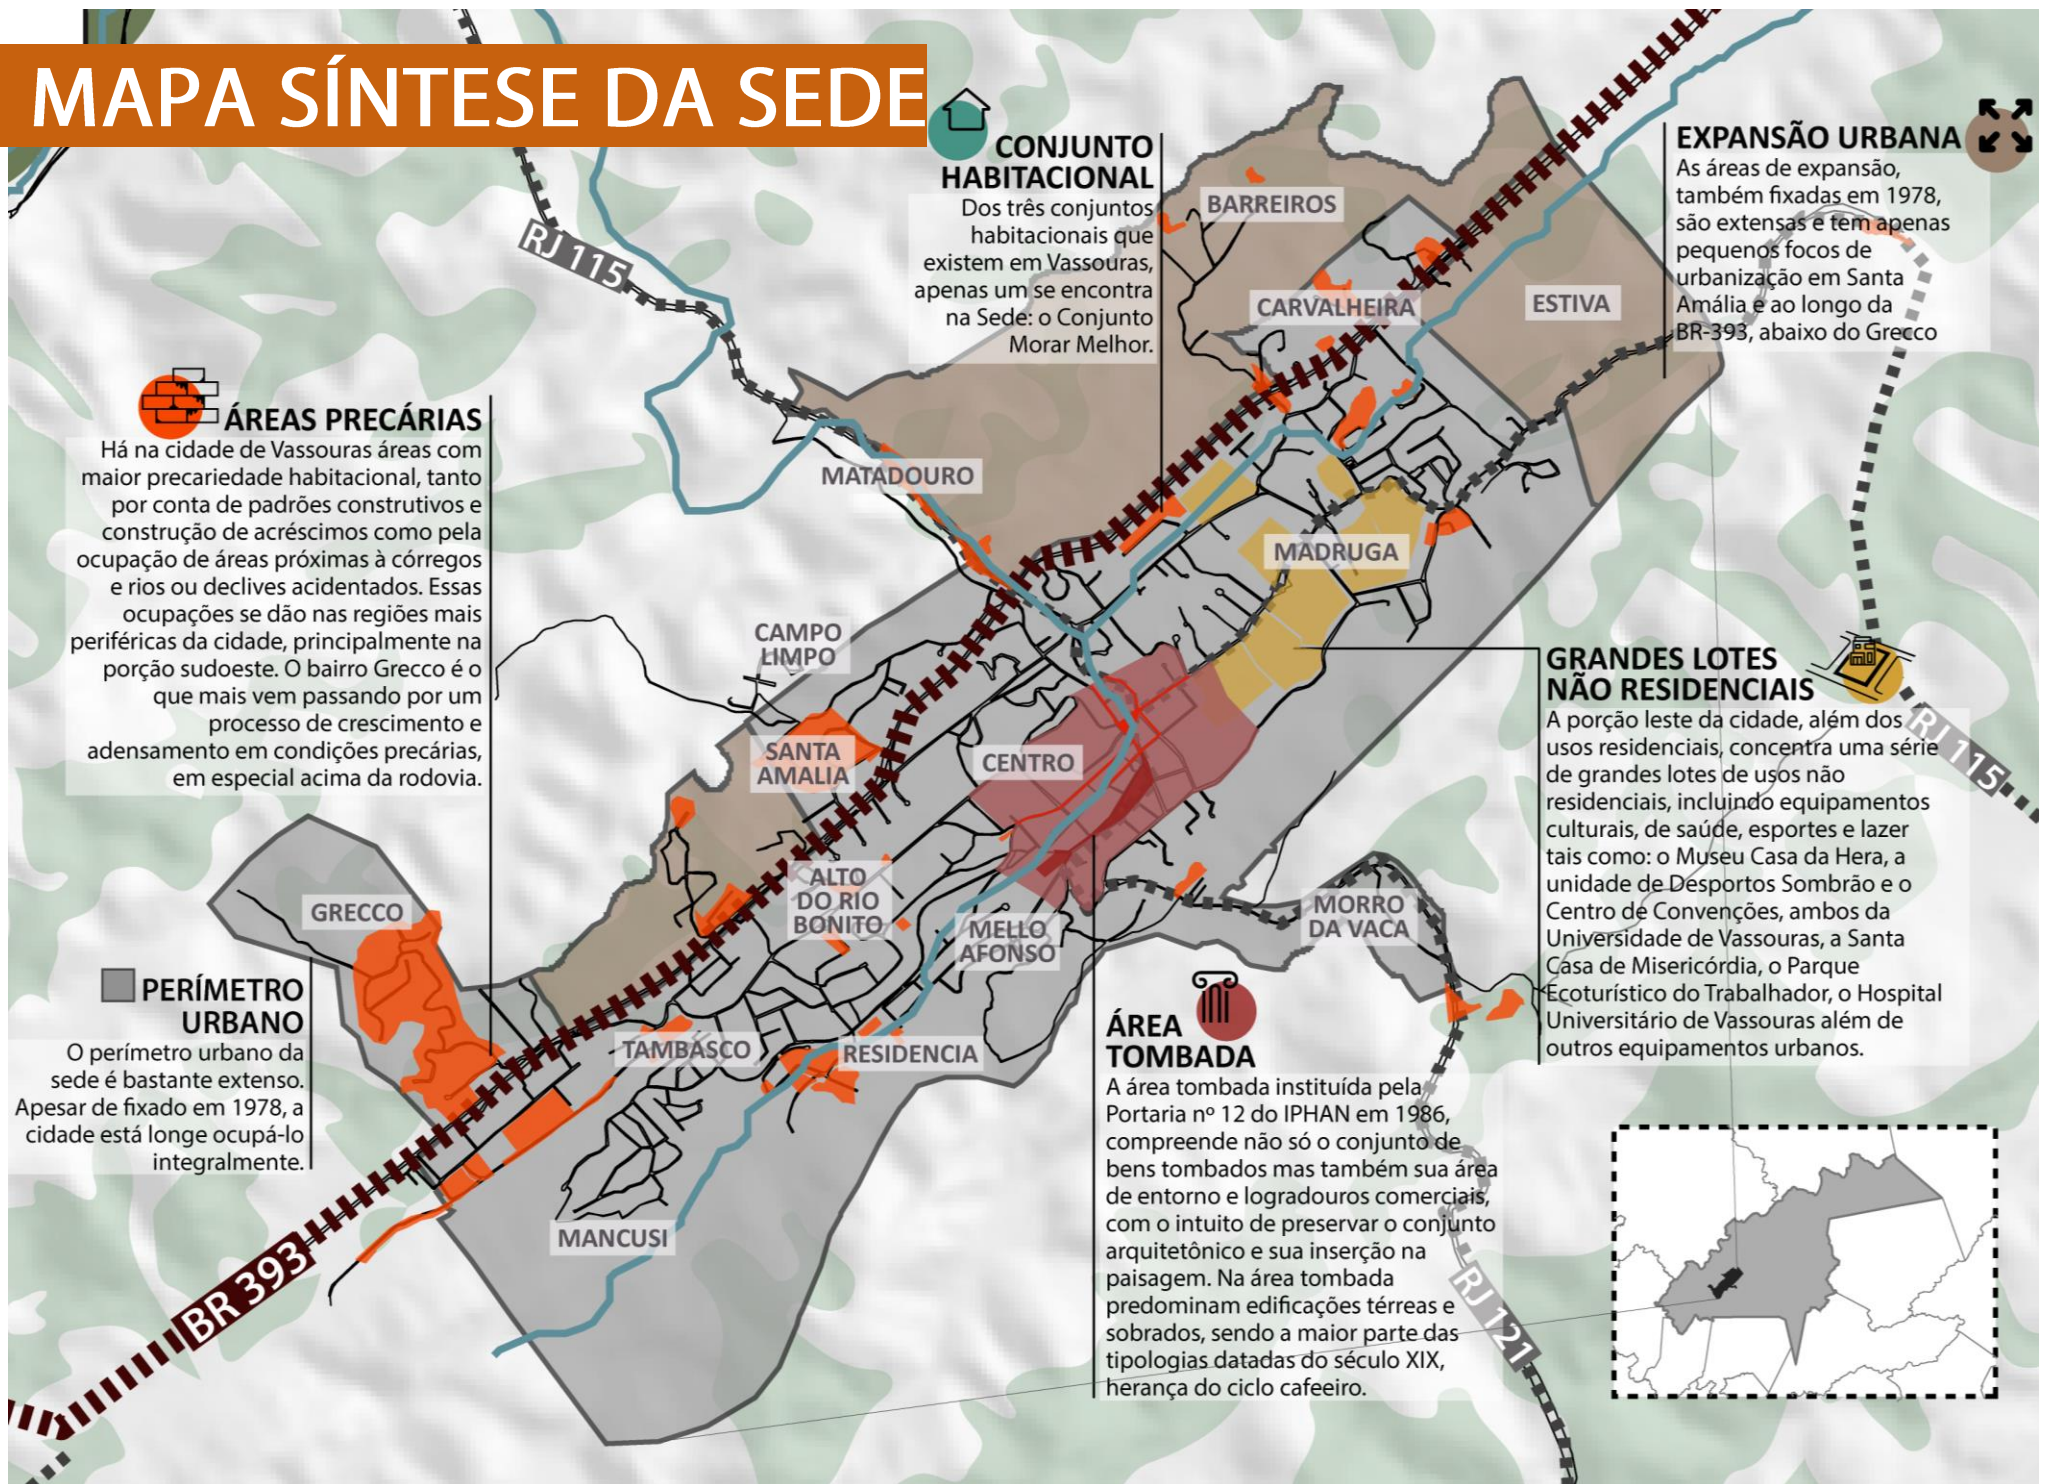 MAPA SÍNTESE DA SEDE
CONJUNTO
HABITACIONAL
Dos três conjuntos
habitacionais que
existem em Vassouras,
apenas um se encontra
na Sede: o Conjunto
Morar Melhor.
EXPANSÃO URBANA
As áreas de expansão,
também fixadas em 1978,
são extensas e tem apenas
pequenos focos de
urbanização em Santa
Amália e ao longo da
BR-393, abaixo do Grecco
ÁREAS PRECÁRIAS
Há na cidade de Vassouras áreas com
maior precariedade habitacional, tanto
por conta de padrões construtivos e
construção de acréscimos como pela
ocupação de áreas próximas à córregos
e rios ou declives acidentados. Essas
ocupações se dão nas regiões mais
periféricas da cidade, principalmente na
porção sudoeste. O bairro Grecco é o
que mais vem passando por um
processo de crescimento e
adensamento em condições precárias,
em especial acima da rodovia.
PERÍMETRO
URBANO
O perímetro urbano da
sede é bastante extenso.
Apesar de fixado em 1978, a
cidade está longe ocupá-lo
integralmente.
GRANDES LOTES
NÃO RESIDENCIAIS
A porção leste da cidade, além dos
usos residenciais, concentra uma série
de grandes lotes de usos não
residenciais, incluindo equipamentos
culturais, de saúde, esportes e lazer
tais como: o Museu Casa da Hera, a
unidade de Desportos Sombrão e o
Centro de Convenções, ambos da
Universidade de Vassouras, a Santa
Casa de Misericórdia, o Parque
Ecoturístico do Trabalhador, o Hospital
Universitário de Vassouras além de
outros equipamentos urbanos.
ÁREA
TOMBADA
A área tombada instituída pela
Portaria nº 12 do IPHAN em 1986,
compreende não só o conjunto de
bens tombados mas também sua área
de entorno e logradouros comerciais,
com o intuito de preservar o conjunto
arquitetônico e sua inserção na
paisagem. Na área tombada
predominam edificações térreas e
sobrados, sendo a maior parte das
tipologias datadas do século XIX,
herança do ciclo cafeeiro.
RJ 115
BARREIROS
CARVALHEIRA
ESTIVA
MATADOURO
MADRUGA
CAMPO
LIMPO
SANTA
AMALIA
CENTRO
RJ 115
ALTO
DO RIO
BONITO
MELLO
AFONSO
MORRO
DA VACA
GRECCO
TAMBASCO
RESIDENCIA
MANCUSI
BR 393
RJ 121